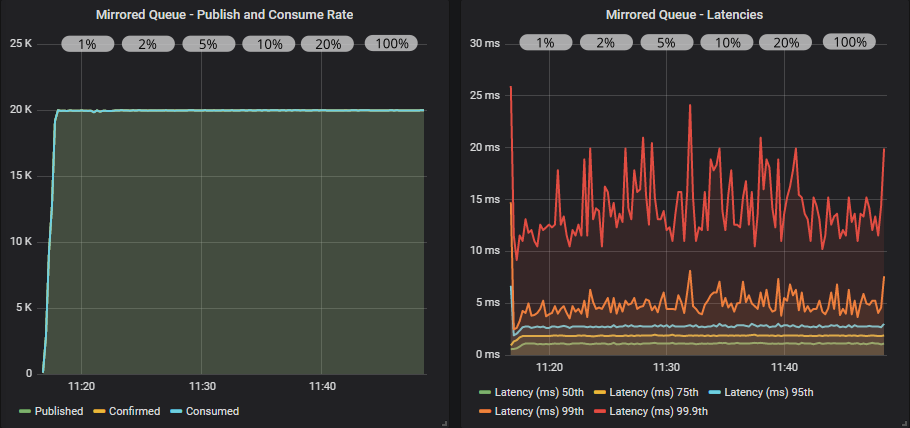 Mirrored Queue - Publish and Consume Rate
25 K
1% 2% 5% 10% 20% 100%
20 K
15 K
10 K
5 K
0
11:20 11:30 11:40
Published Confirmed Consumed
Mirrored Queue - Latencies
30 ms
1% 2% 5% 10% 20% 100%
25 ms
20 ms
15 ms
10 ms
5 ms
0 ms
11:20 11:30 11:40
Latency (ms) 50th Latency (ms) 75th Latency (ms) 95th
Latency (ms) 99th Latency (ms) 99.9th